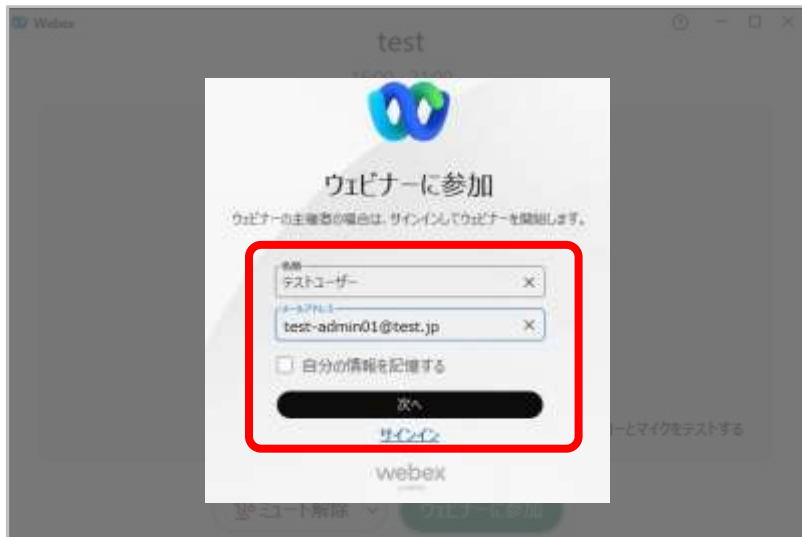 Webex
test
ウェビナーに参加
ウェビナーの主催者の場合は、サインインしてウェビナーを開始します。
名前
テストユーザー
メールアドレス
test-admin01@test.jp
自分の情報を記憶する
次へ
サインイン
ーとマイクをテストする
webex
ミュート解除
ウェビナーに参加